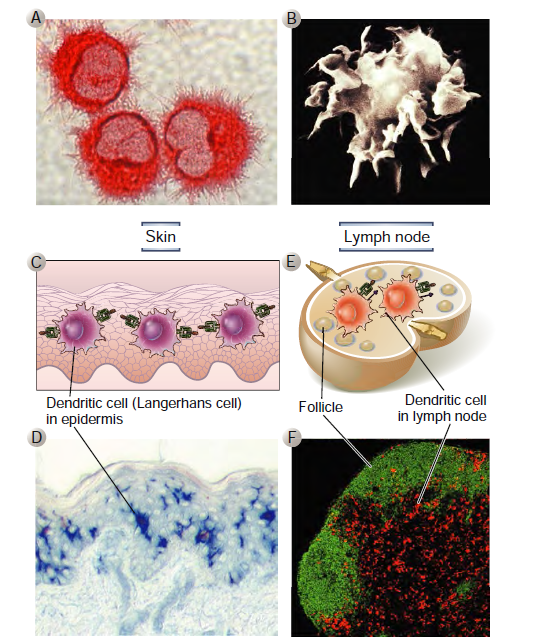 A
B
Skin
Lymph node
C
E
Dendritic cell (Langerhans cell)
in epidermis
Follicle
Dendritic cell
in lymph node
D
F